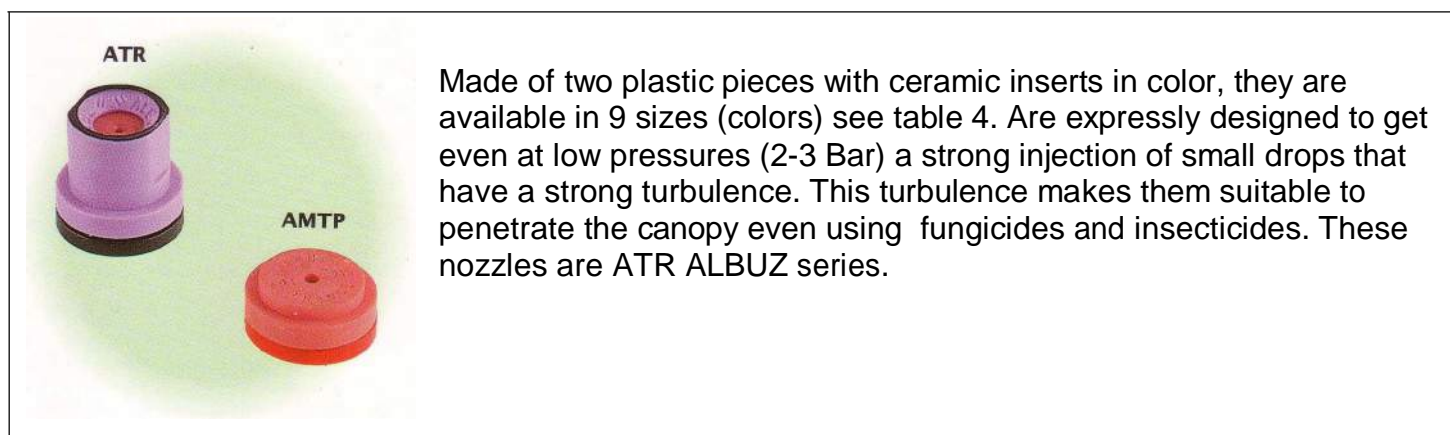 ATR
AMTP
Made of two plastic pieces with ceramic inserts in color, they are
available in 9 sizes (colors) see table 4. Are expressly designed to get
even at low pressures (2-3 Bar) a strong injection of small drops that
have a strong turbulence. This turbulence makes them suitable to
penetrate the canopy even using  fungicides and insecticides. These
nozzles are ATR ALBUZ series.